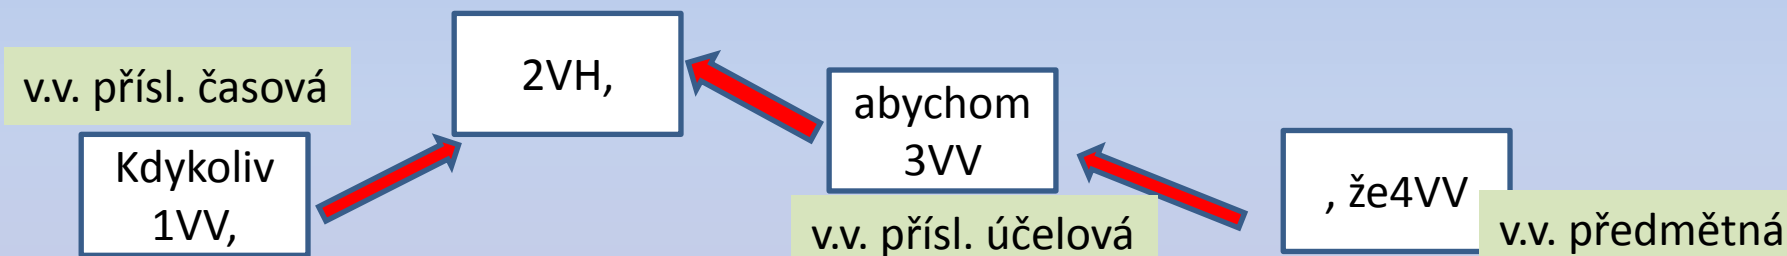 v.v. přísl. časová
Kdykoliv
1VV,
2VH,
abychom
3VV
v.v. přísl. účelová
, že4VV
v.v. předmětná